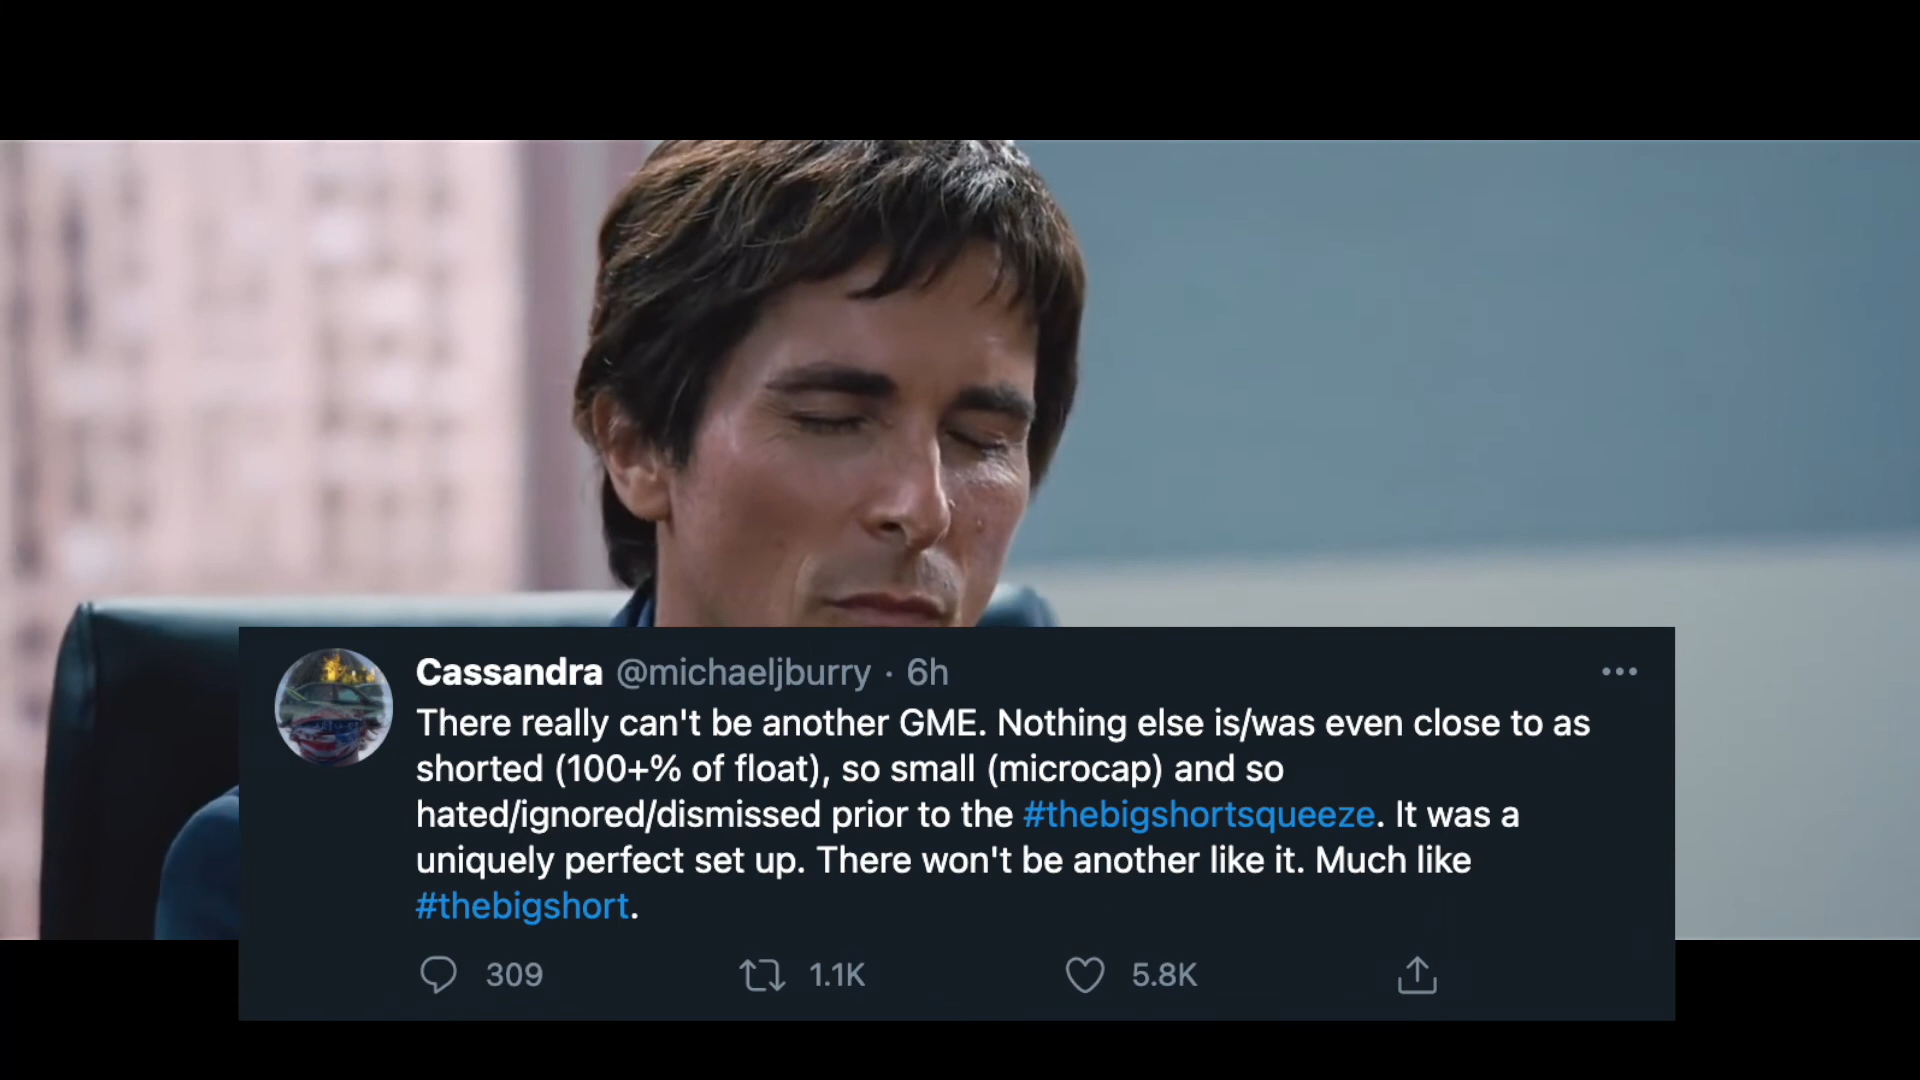 Cassandra @michaeljburry · 6h
There really can't be another GME. Nothing else is/was even close to as
shorted (100+% of float), so small (microcap) and so
hated/ignored/dismissed prior to the #thebigshortsqueeze. It was a
uniquely perfect set up. There won't be another like it. Much like
#thebigshort.
309 1.1K 5.8K